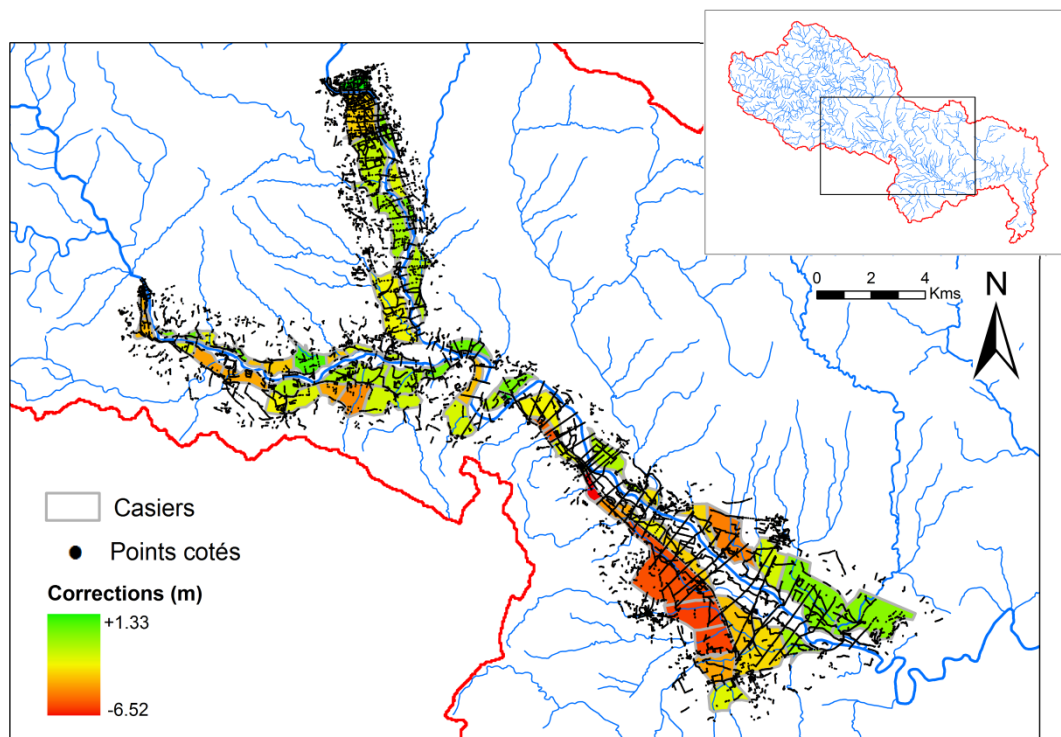 0 2 4
Kms
N
Casiers
Points cotés
Corrections (m)
+1.33
-6.52